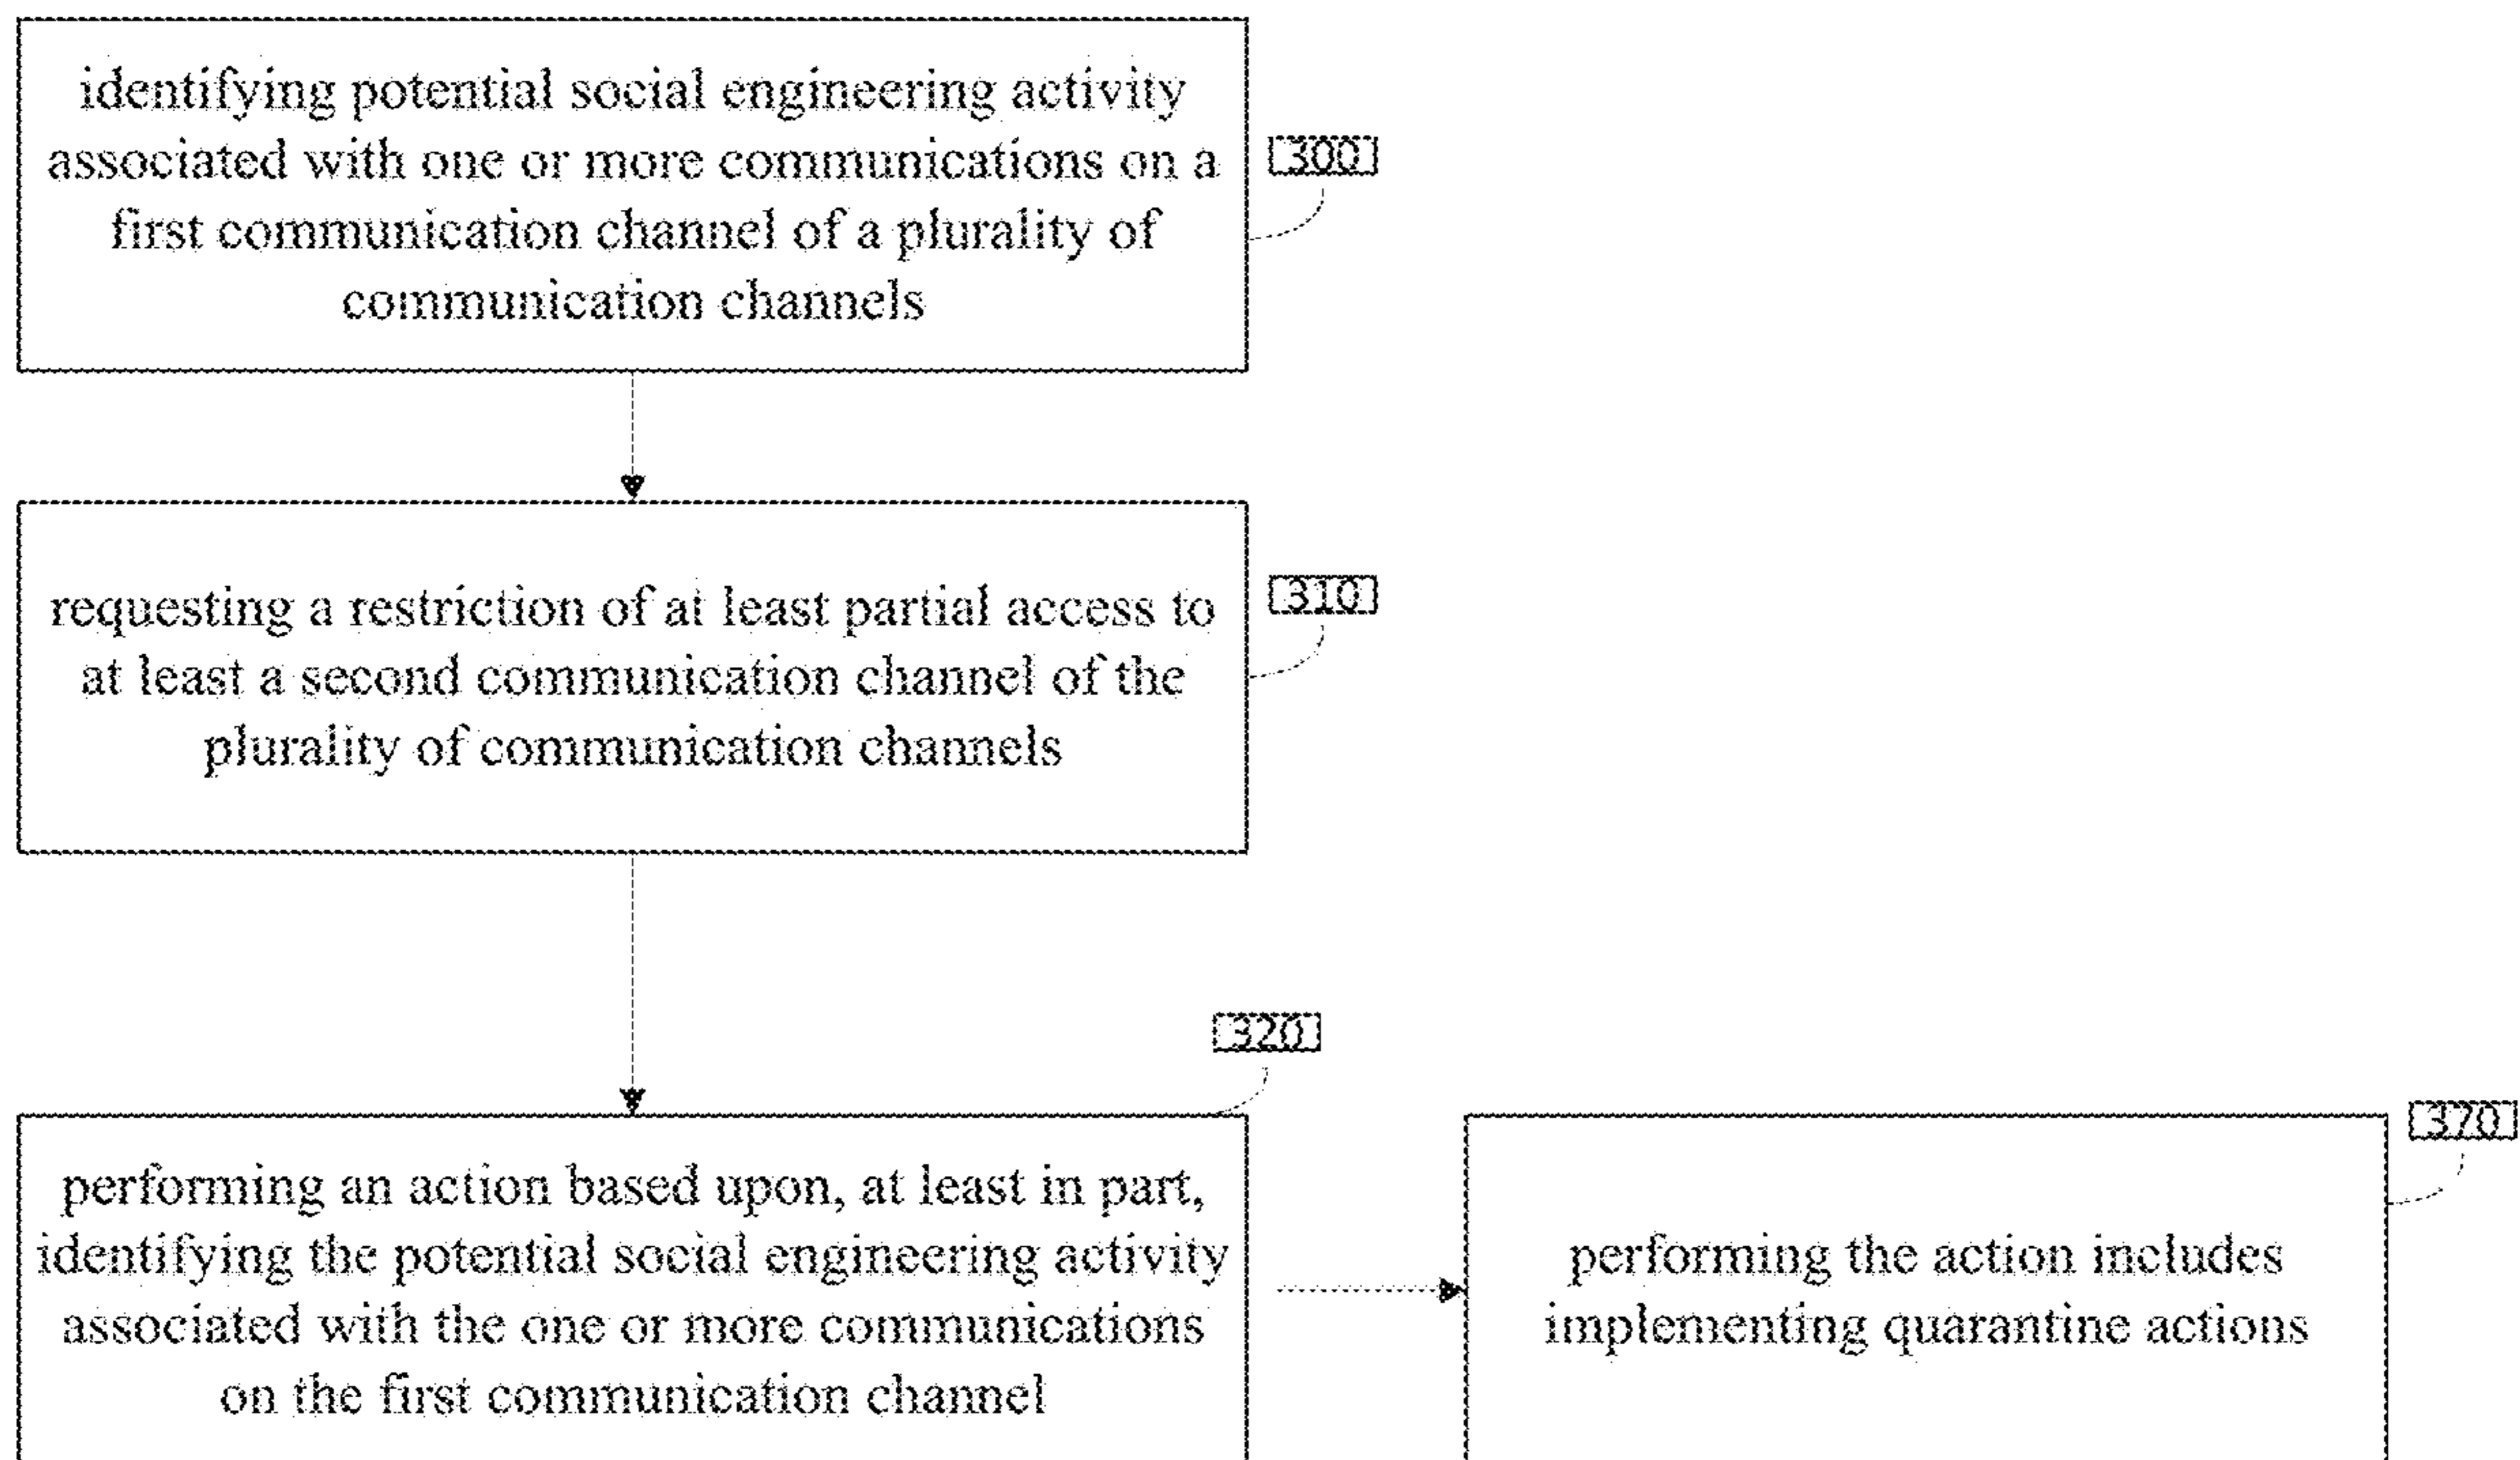 identifying potential social engineering activity
associated with one or more communications on a
first communication channel of a plurality of
communication channels
300
requesting a restriction of at least partial access to
at least a second communication channel of the
plurality of communication channels
310
320
performing an action based upon, at least in part,
identifying the potential social engineering activity
associated with the one or more communications
on the first communication channel
370
performing the action includes
implementing quarantine actions